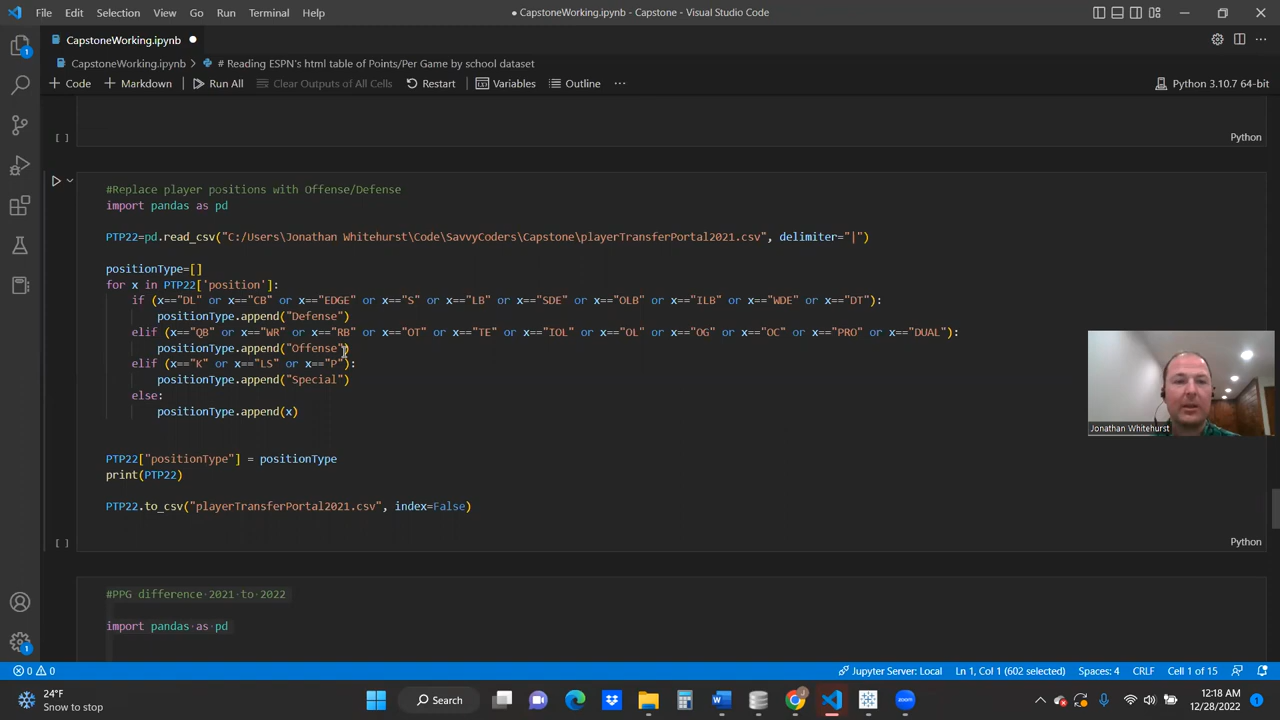 File Edit Selection View Go Run Terminal Help
● CapstoneWorking.ipynb - Capstone - Visual Studio Code
CapstoneWorking.ipynb ●
CapstoneWorking.ipynb > # Reading ESPN's html table of Points/Per Game by school dataset
+ Code + Markdown Run All Clear Outputs of All Cells Restart Variables Outline ··· Python 3.10.7 64-bit
[ ] Python
#Replace player positions with Offense/Defense
import pandas as pd
PTP22=pd.read_csv("C:/Users\Jonathan Whitehurst\Code\SavvyCoders\Capstone\playerTransferPortal2021.csv", delimiter="|")
positionType=[]
for x in PTP22['position']:
if (x=="DL" or x=="CB" or x=="EDGE" or x=="S" or x=="LB" or x=="SDE" or x=="OLB" or x=="ILB" or x=="WDE" or x=="DT"):
positionType.append("Defense")
elif (x=="QB" or x=="WR" or x=="RB" or x=="OT" or x=="TE" or x=="IOL" or x=="OL" or x=="OG" or x=="OC" or x=="PRO" or x=="DUAL"):
positionType.append("Offense")
elif (x=="K" or x=="LS" or x=="P"):
positionType.append("Special")
else:
positionType.append(x)
PTP22["positionType"] = positionType
print(PTP22)
PTP22.to_csv("playerTransferPortal2021.csv", index=False)
[ ] Python
#PPG difference 2021 to 2022
import pandas as pd
Jonathan Whitehurst
1
1
0 0 Jupyter Server: Local Ln 1, Col 1 (602 selected) Spaces: 4 CRLF Cell 1 of 15
24°F
Snow to stop
Search
12:18 AM
12/28/2022
1